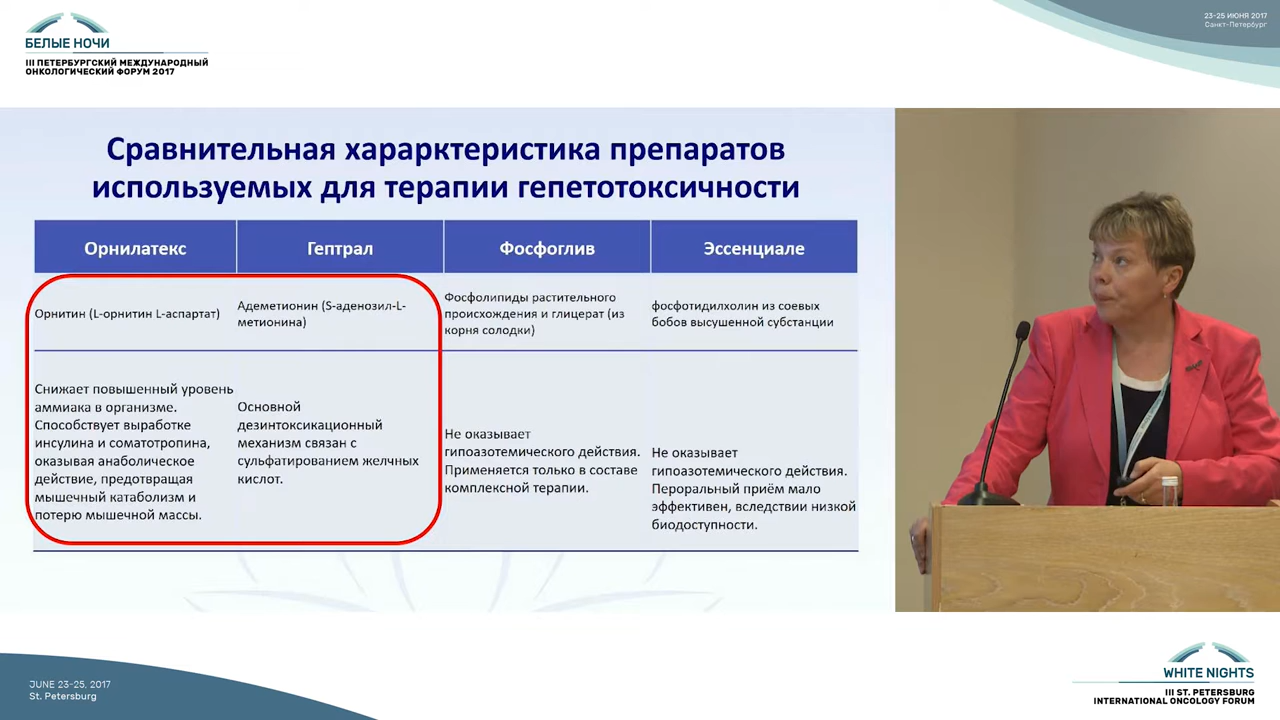 БЕЛЫЕ НОЧИ
III ПЕТЕРБУРГСКИЙ МЕЖДУНАРОДНЫЙ
ОНКОЛОГИЧЕСКИЙ ФОРУМ 2017
23-25 ИЮНЯ 2017
Санкт-Петербург
Сравнительная харарктеристика препаратов
используемых для терапии гепетотоксичности
Орнилатекс
Гептрал
Фосфоглив
Эссенциале
Орнитин (L-орнитин L-аспартат)
Адеметионин (S-аденозил-L-
метионина)
Фосфолипиды растительного
происхождения и глицерат (из
корня солодки)
фосфотидилхолин из соевых
бобов высушенной субстанции
Снижает повышенный уровень
аммиака в организме.
Способствует выработке
инсулина и соматотропина,
оказывая анаболическое
действие, предотвращая
мышечный катаболизм и
потерю мышечной массы.
Основной
дезинтоксикационный
механизм связан с
сульфатированием желчных
кислот.
Не оказывает
гипоазотемического действия.
Применяется только в составе
комплексной терапии.
Не оказывает
гипоазотемического действия.
Пероральный приём мало
эффективен, вследствии низкой
биодоступности.
JUNE 23-25, 2017
St. Petersburg
WHITE NIGHTS
III ST. PETERSBURG
INTERNATIONAL ONCOLOGY FORUM